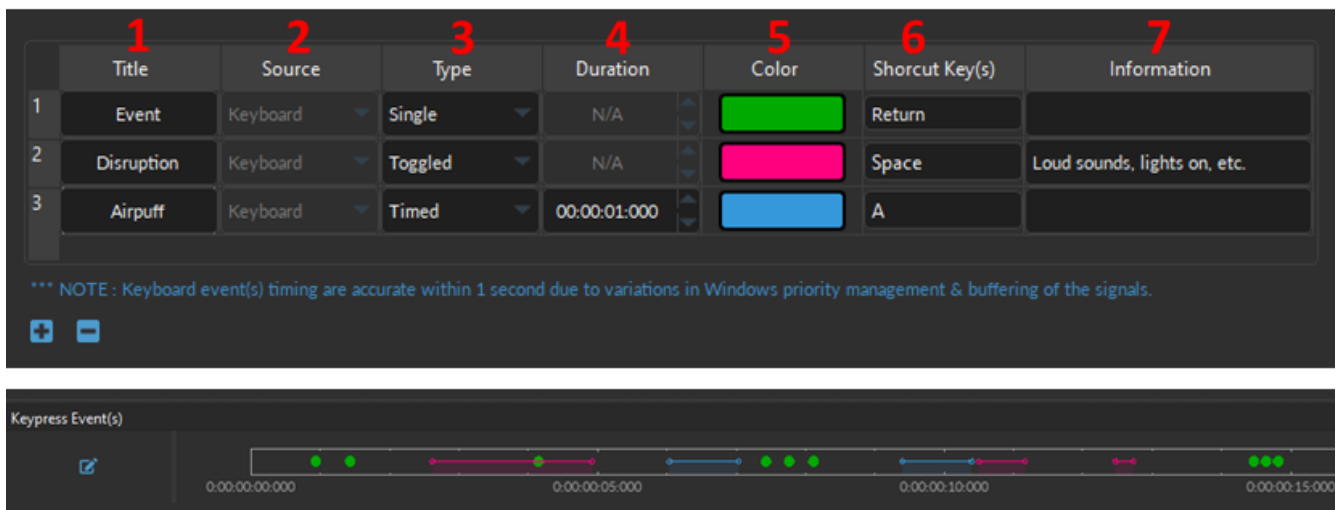 1 2 3 4 5 6 7
Title Source Type Duration Color Shorcut Key(s) Information
1 Event Keyboard Single N/A Return
2 Disruption Keyboard Toggled N/A Space Loud sounds, lights on, etc.
3 Airpuff Keyboard Timed 00:00:01:000 A
*** NOTE : Keyboard event(s) timing are accurate within 1 second due to variations in Windows priority management & buffering of the signals.
Keypress Event(s)
0:00:00:00:000 0:00:00:05:000 0:00:00:10:000 0:00:00:15:000